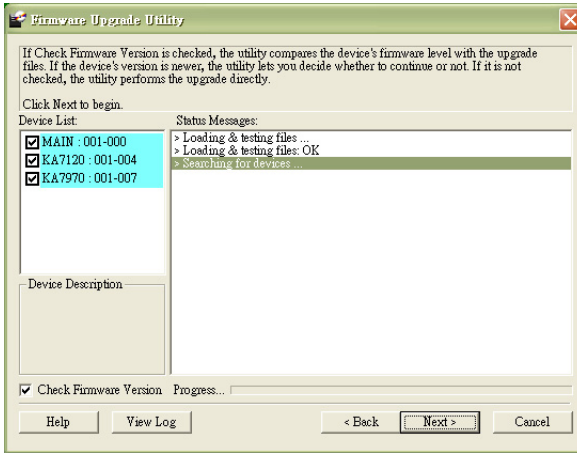 Firmware Upgrade Utility
If Check Firmware Version is checked, the utility compares the device's firmware level with the upgrade
files. If the device's version is newer, the utility lets you decide whether to continue or not. If it is not
checked, the utility performs the upgrade directly.
Click Next to begin.
Device List:
Status Messages:
MAIN : 001-000
KA7120 : 001-004
KA7970 : 001-007
> Loading & testing files ...
> Loading & testing files: OK
> Searching for devices ...
Device Description
Check Firmware Version Progress...
Help View Log < Back Next > Cancel